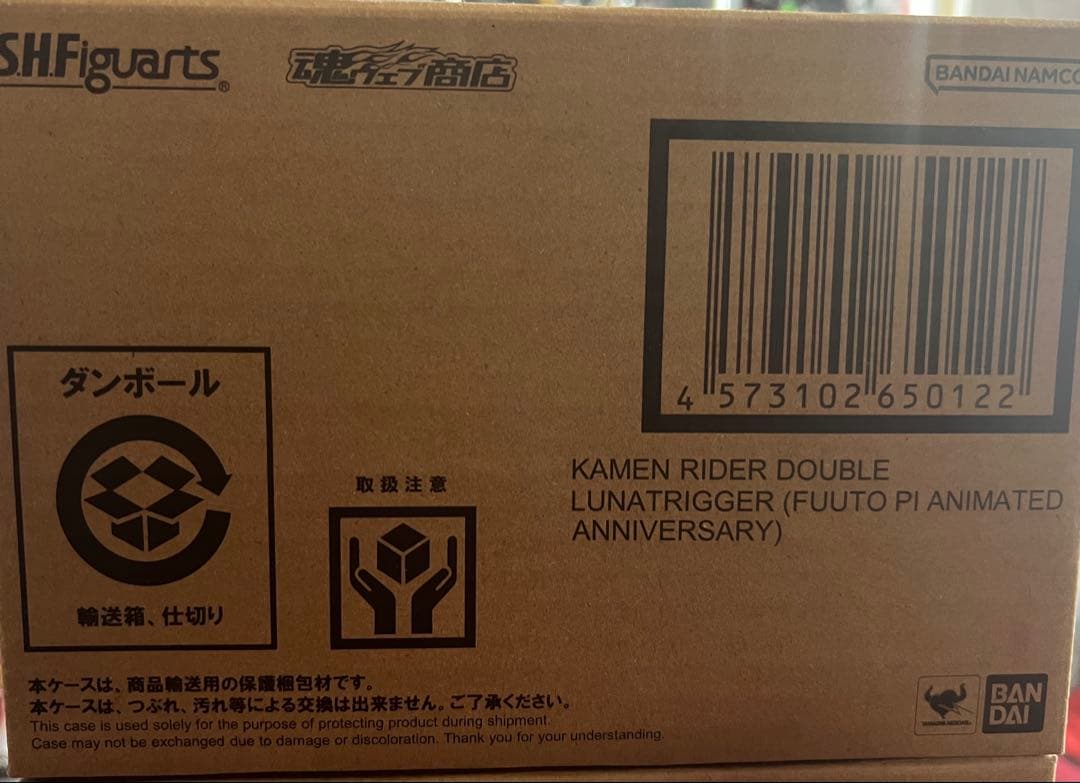 S.H.Figuarts®
魂ウェブ商店
BANDAI NAMCO
4 573102 650122
KAMEN RIDER DOUBLE
LUNATRIGGER (FUUTO PI ANIMATED
ANNIVERSARY)
ダンボール
輸送箱、仕切り
取扱注意
本ケースは、商品輸送用の保護梱包材です。
本ケースは、つぶれ、汚れ等による交換は出来ません。ご了承ください。
This case is used solely for the purpose of protecting product during shipment.
Case may not be exchanged due to damage or discoloration. Thank you for your understanding.
BAN
DAI